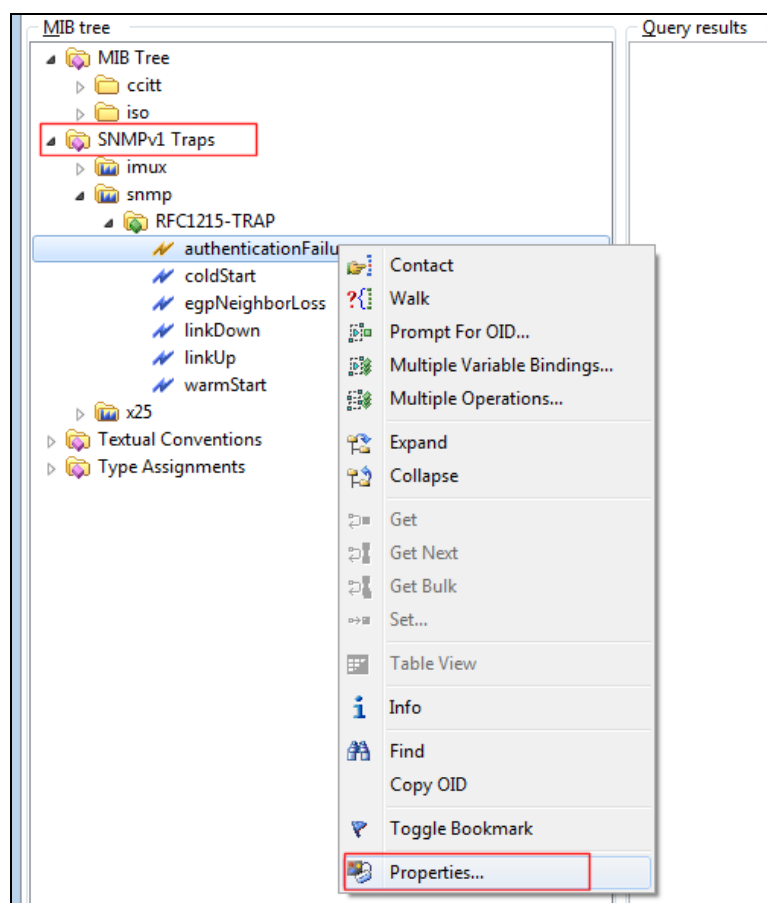 MIB tree
Query results
MIB Tree
ccitt
iso
SNMPv1 Traps
imux
snmp
RFC1215-TRAP
authenticationFailu
coldStart
egpNeighborLoss
linkDown
linkUp
warmStart
x25
Textual Conventions
Type Assignments
Contact
Walk
Prompt For OID...
Multiple Variable Bindings...
Multiple Operations...
Expand
Collapse
Get
Get Next
Get Bulk
Set...
Table View
Info
Find
Copy OID
Toggle Bookmark
Properties...